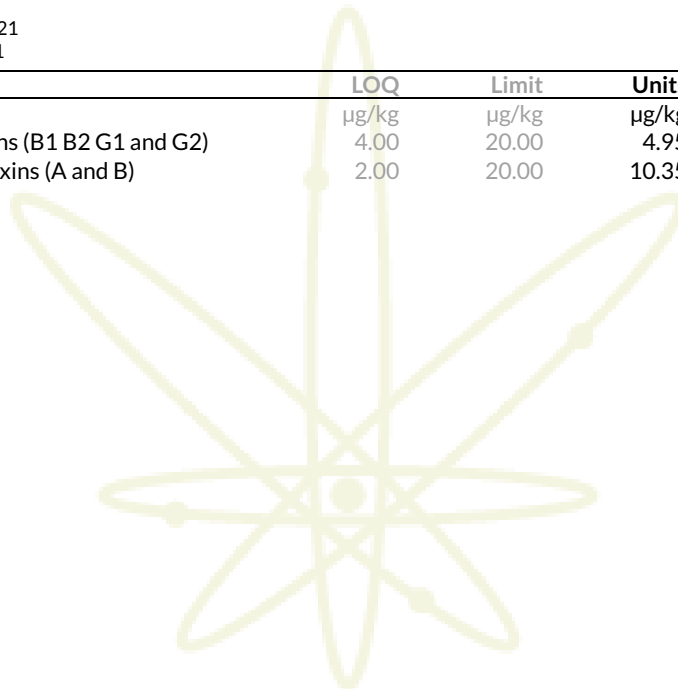 21
1
LOQ Limit Unit
µg/kg µg/kg µg/kg
ns (B1 B2 G1 and G2) 4.00 20.00 4.95
xins (A and B) 2.00 20.00 10.35